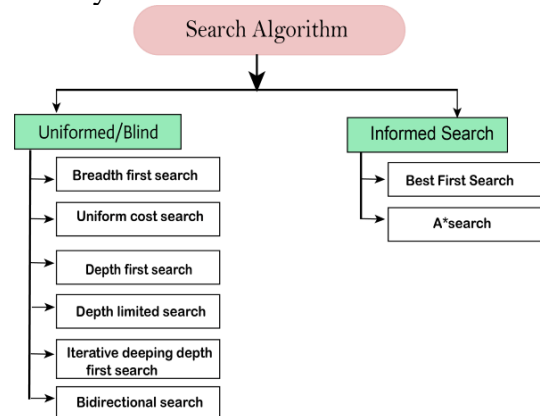 Search Algorithm
Uniformed/Blind
Informed Search
Breadth first search
Best First Search
Uniform cost search
A*search
Depth first search
Depth limited search
Iterative deeping depth
first search
Bidirectional search